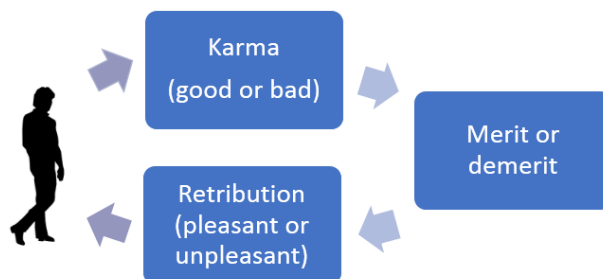 Karma
(good or bad)
Merit or
demerit
Retribution
(pleasant or
unpleasant)